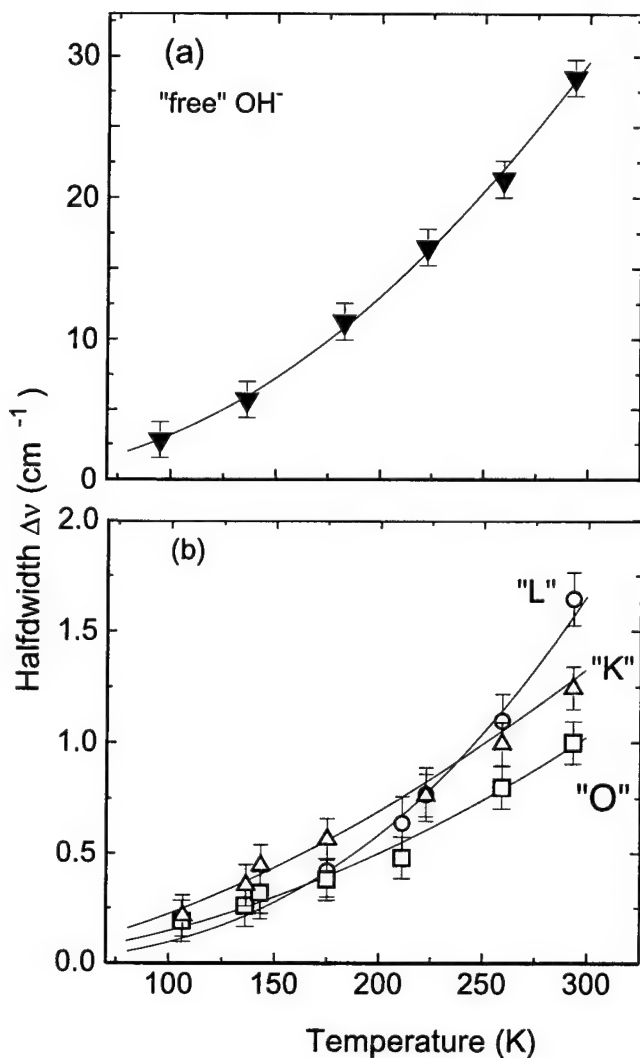 (a)
"free" OH⁻
30
20
10
0
Halfdwidth Δν (cm ⁻¹)
(b)
2.0
1.5
1.0
0.5
0.0
"L"
"K"
"O"
100 150 200 250 300
Temperature (K)